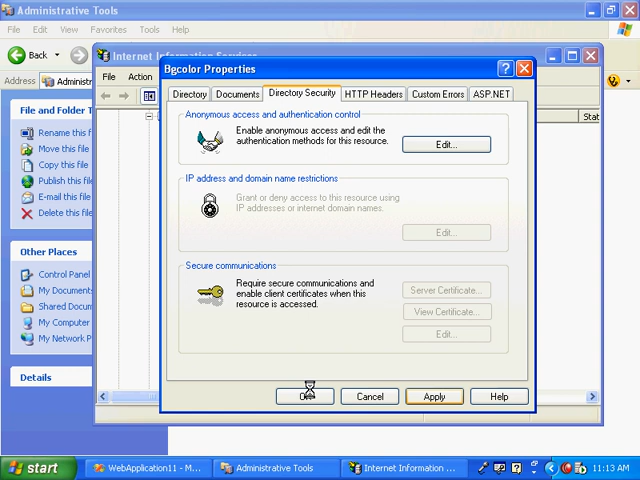 Administrative Tools
File Edit View Favorites Tools Help
Back
Address Administ
Internet Information Services
File Action
Stat
File and Folder T
Rename this f
Move this file
Copy this file
Publish this fi
E-mail this file
Delete this file
Other Places
Control Panel
My Documen
Shared Docum
My Computer
My Network P
Details
Bgcolor Properties
Directory Documents Directory Security HTTP Headers Custom Errors ASP.NET
Anonymous access and authentication control
Enable anonymous access and edit the
authentication methods for this resource.
Edit...
IP address and domain name restrictions
Grant or deny access to this resource using
IP addresses or internet domain names.
Edit...
Secure communications
Require secure communications and
enable client certificates when this
resource is accessed.
Server Certificate...
View Certificate...
Edit...
Cancel Apply Help
start WebApplication11 - M... Administrative Tools Internet Information ... 11:13 AM